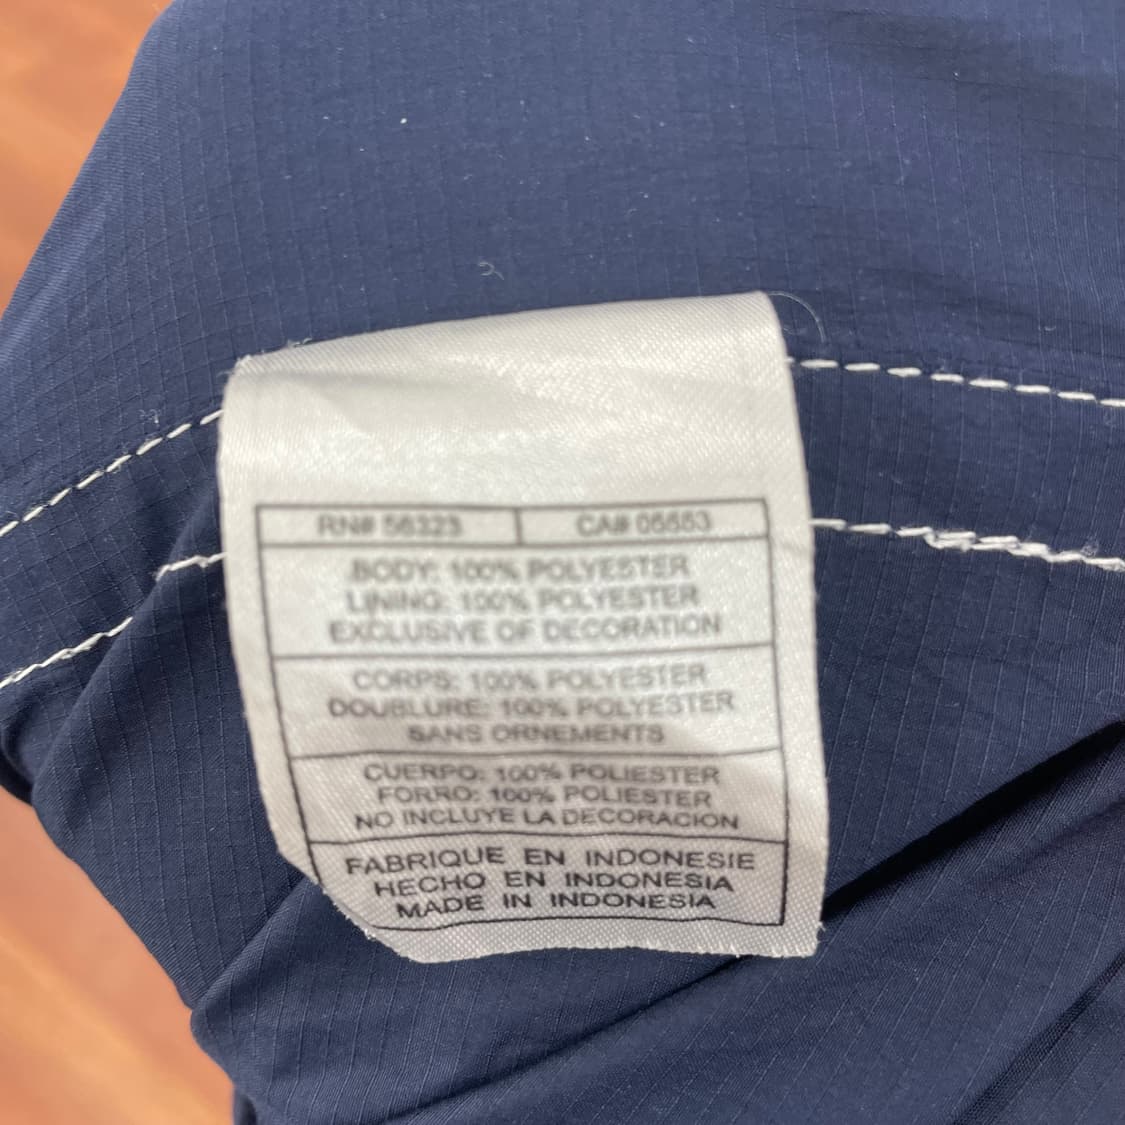 RN# 56323 CA# 05553
BODY: 100% POLYESTER
LINING: 100% POLYESTER
EXCLUSIVE OF DECORATION
CORPS: 100% POLYESTER
DOUBLURE: 100% POLYESTER
SANS ORNEMENTS
CUERPO: 100% POLIESTER
FORRO: 100% POLIESTER
NO INCLUYE LA DECORACION
FABRIQUE EN INDONESIE
HECHO EN INDONESIA
MADE IN INDONESIA